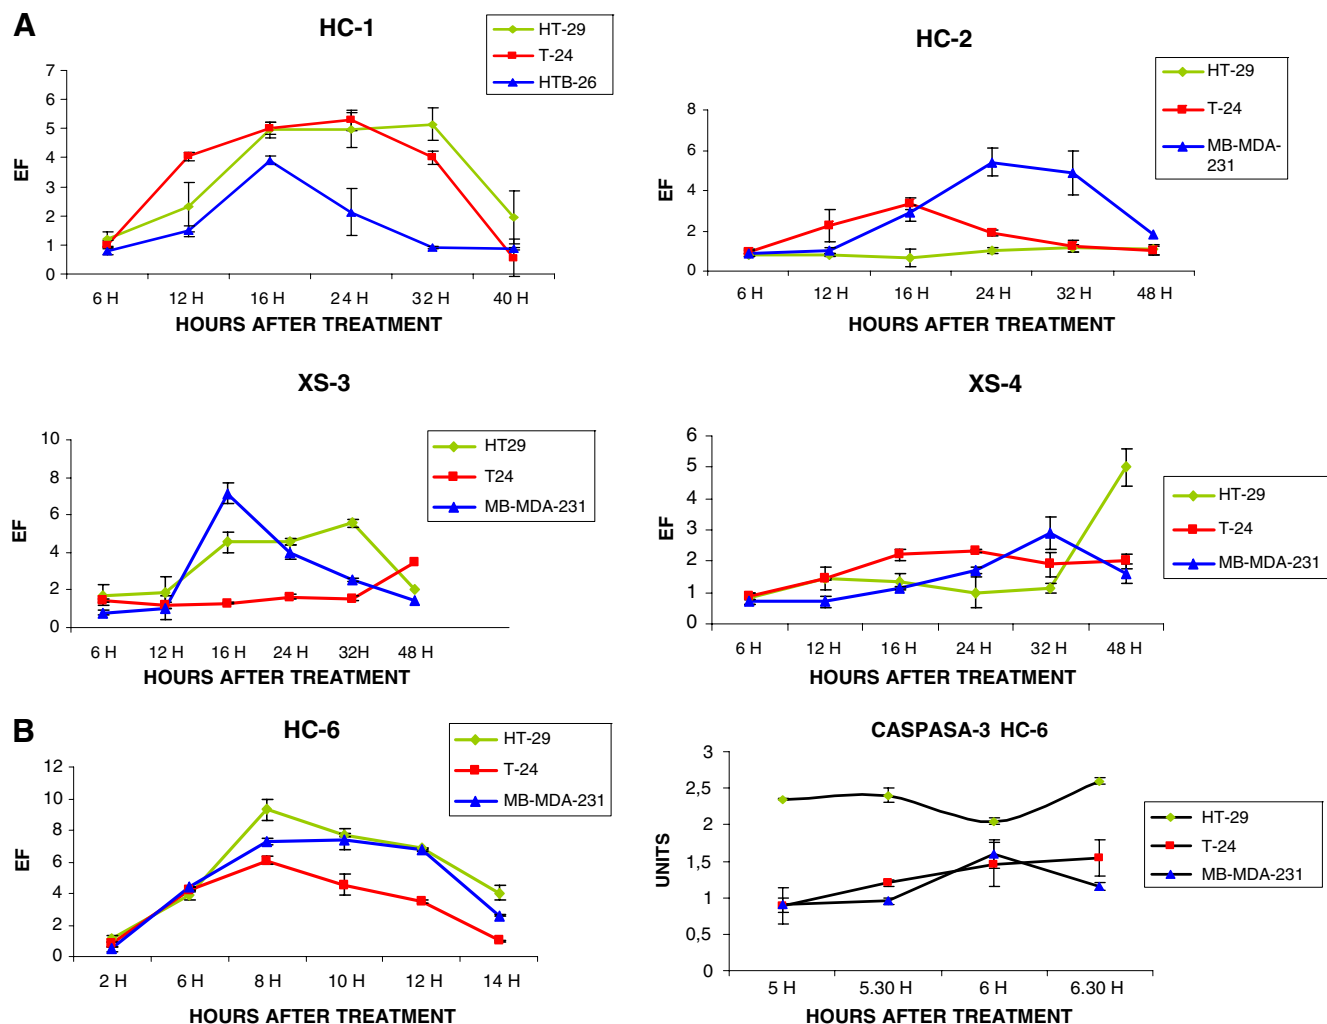 A
HC-1
HT-29
T-24
HTB-26
7
6
5
4
3
2
1
0
EF
6 H 12 H 16 H 24 H 32 H 40 H
HOURS AFTER TREATMENT
HC-2
HT-29
T-24
MB-MDA-
231
8
6
4
2
0
EF
6 H 12 H 16 H 24 H 32 H 48 H
HOURS AFTER TREATMENT
XS-3
HT29
T24
MB-MDA-231
10
8
6
4
2
0
EF
6 H 12 H 16 H 24 H 32H 48 H
HOURS AFTER TREATMENT
XS-4
HT-29
T-24
MB-MDA-231
6
5
4
3
2
1
0
EF
6 H 12 H 16 H 24 H 32 H 48 H
HOURS AFTER TREATMENT
B
HC-6
HT-29
T-24
MB-MDA-231
12
10
8
6
4
2
0
EF
2 H 6 H 8 H 10 H 12 H 14 H
HOURS AFTER TREATMENT
CASPASA-3 HC-6
HT-29
T-24
MB-MDA-231
3
2,5
2
1,5
1
0,5
0
UNITS
5 H 5.30 H 6 H 6.30 H
HOURS AFTER TREATMENT